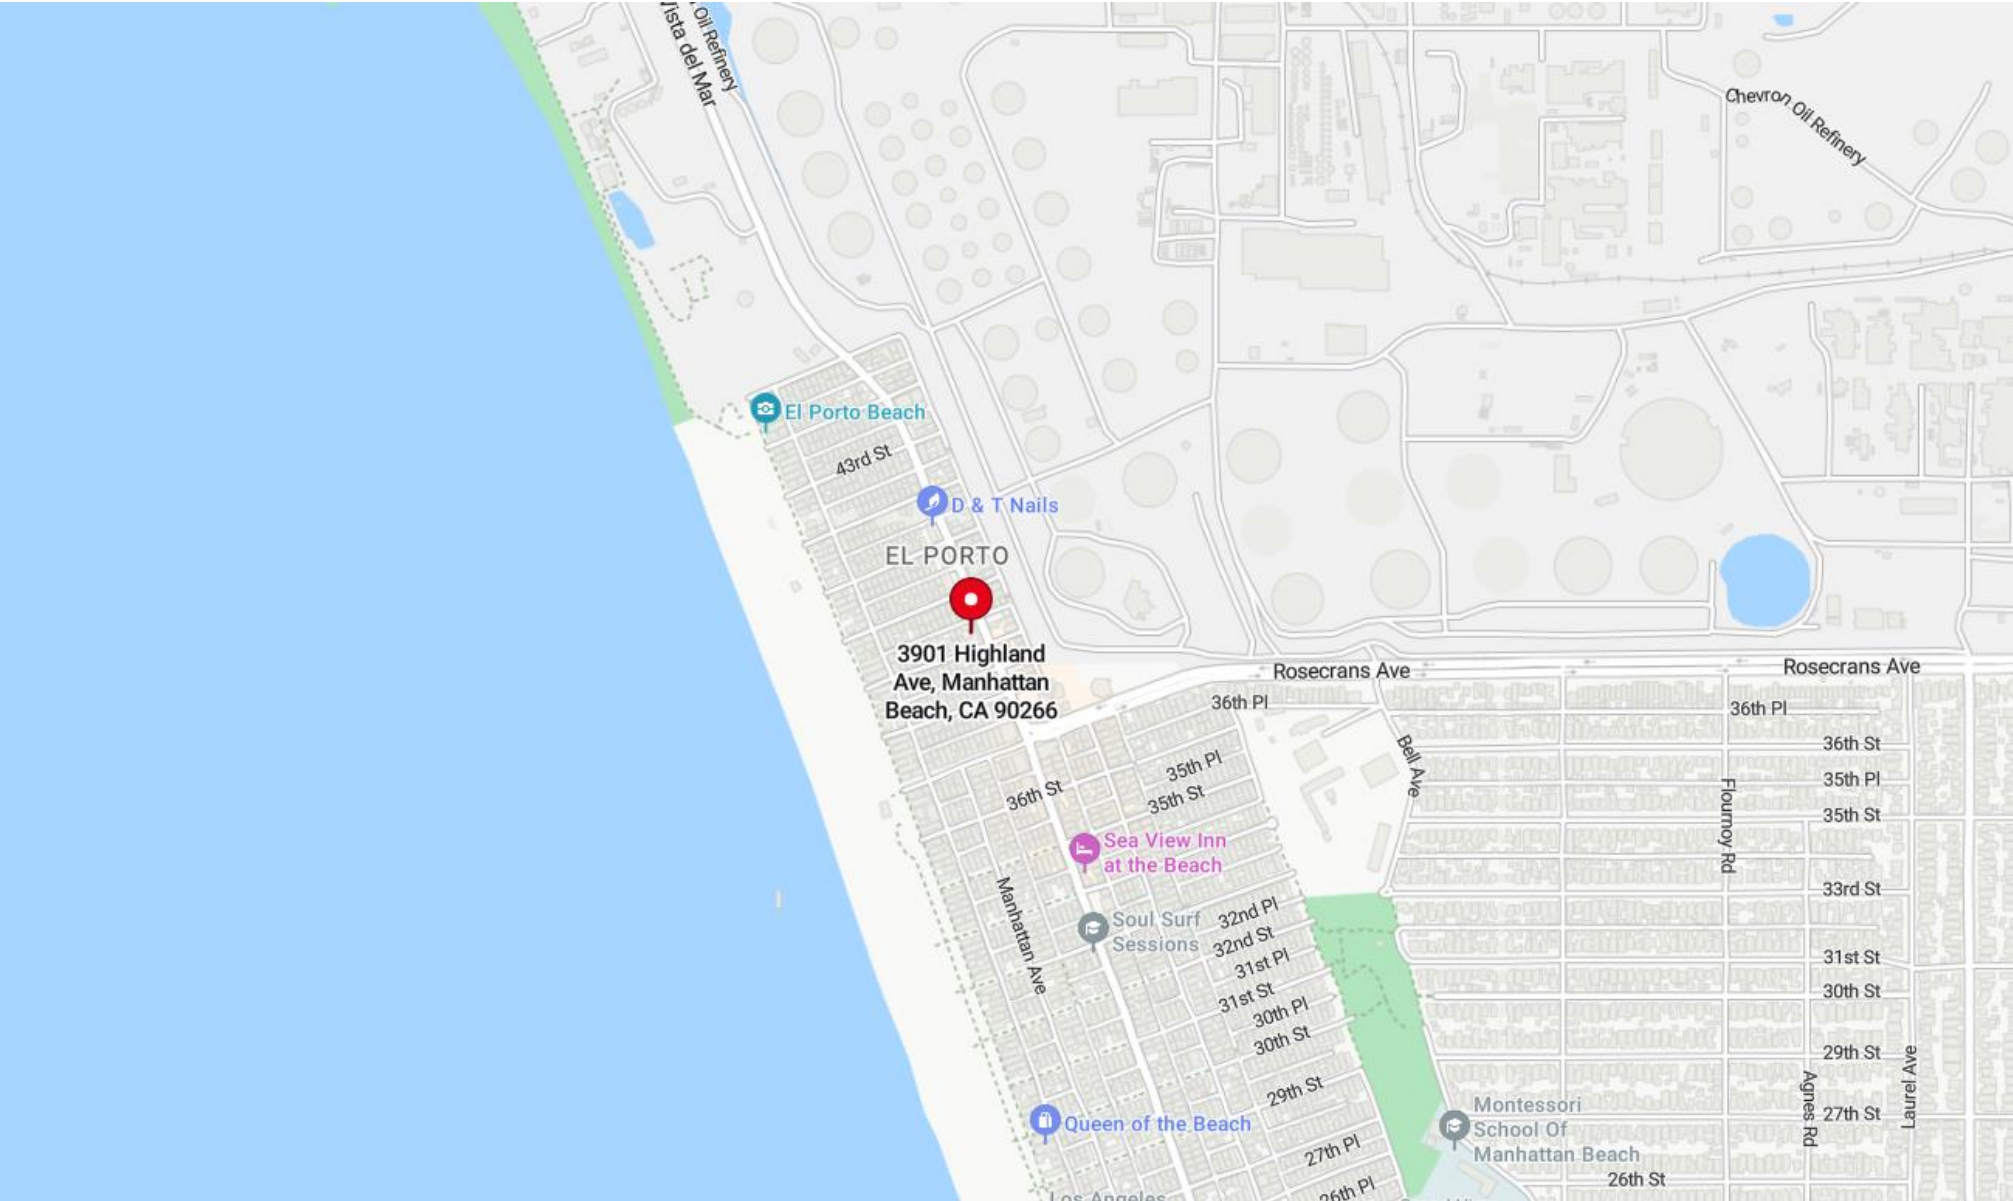 Oil Refinery
Vista del Mar
Chevron Oil Refinery
El Porto Beach
43rd St
D & T Nails
EL PORTO
3901 Highland
Ave, Manhattan
Beach, CA 90266
Rosecrans Ave
Rosecrans Ave
36th Pl
36th Pl
Bell Ave
36th St
35th Pl
35th Pl
36th St
35th St
Flournoy Rd
35th St
Sea View Inn
at the Beach
33rd St
Manhattan Ave
Soul Surf
Sessions
32nd Pl
32nd St
31st Pl
31st St
31st St
30th St
30th Pl
30th St
29th St
Laurel Ave
29th St
Agnes Rd
27th St
Queen of the Beach
Montessori
School Of
Manhattan Beach
27th Pl
26th St
26th Pl
Los Angeles